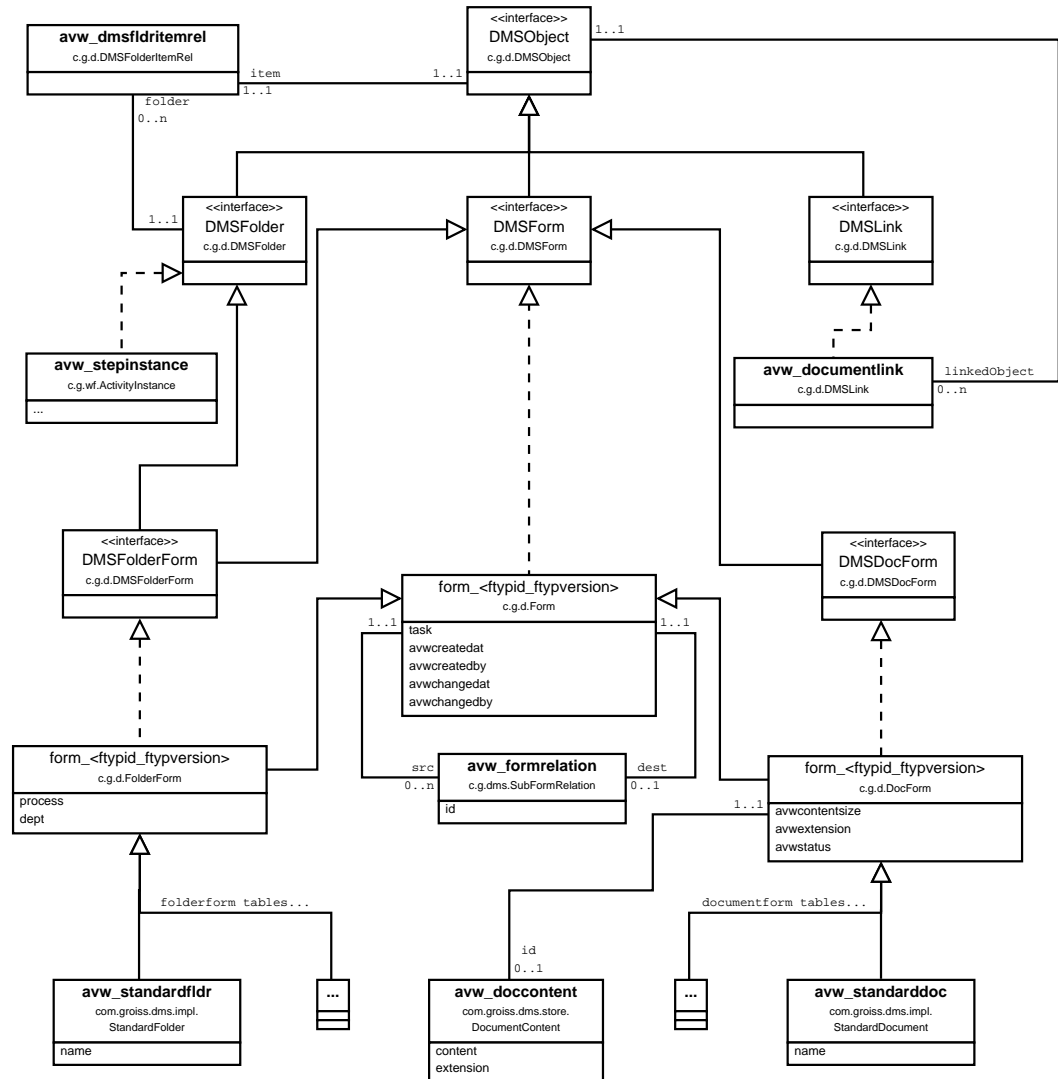 <<interface>>
DMSObject
c.g.d.DMSObject
avw_dmsfldritemrel
c.g.d.DMSFolderItemRel
1..1
item
1..1
1..1
folder
0..n
<<interface>>
DMSFolder
c.g.d.DMSFolder
<<interface>>
DMSForm
c.g.d.DMSForm
<<interface>>
DMSLink
c.g.d.DMSLink
1..1
avw_stepinstance
c.g.wf.ActivityInstance
...
avw_documentlink
c.g.d.DMSLink
linkedObject
0..n
<<interface>>
DMSFolderForm
c.g.d.DMSFolderForm
<<interface>>
DMSDocForm
c.g.d.DMSDocForm
form_<ftypid_ftypversion>
c.g.d.Form
task
avwcreatedat
avwcreatedby
avwchangedat
avwchangedby
1..1
1..1
form_<ftypid_ftypversion>
c.g.d.FolderForm
process
dept
src
0..n
avw_formrelation
c.g.dms.SubFormRelation
id
dest
0..1
form_<ftypid_ftypversion>
c.g.d.DocForm
avwcontentsize
avwextension
avwstatus
1..1
folderform tables...
documentform tables...
id
0..1
avw_standardfldr
com.groiss.dms.impl.
StandardFolder
name
...
avw_doccontent
com.groiss.dms.store.
DocumentContent
content
extension
...
avw_standarddoc
com.groiss.dms.impl.
StandardDocument
name